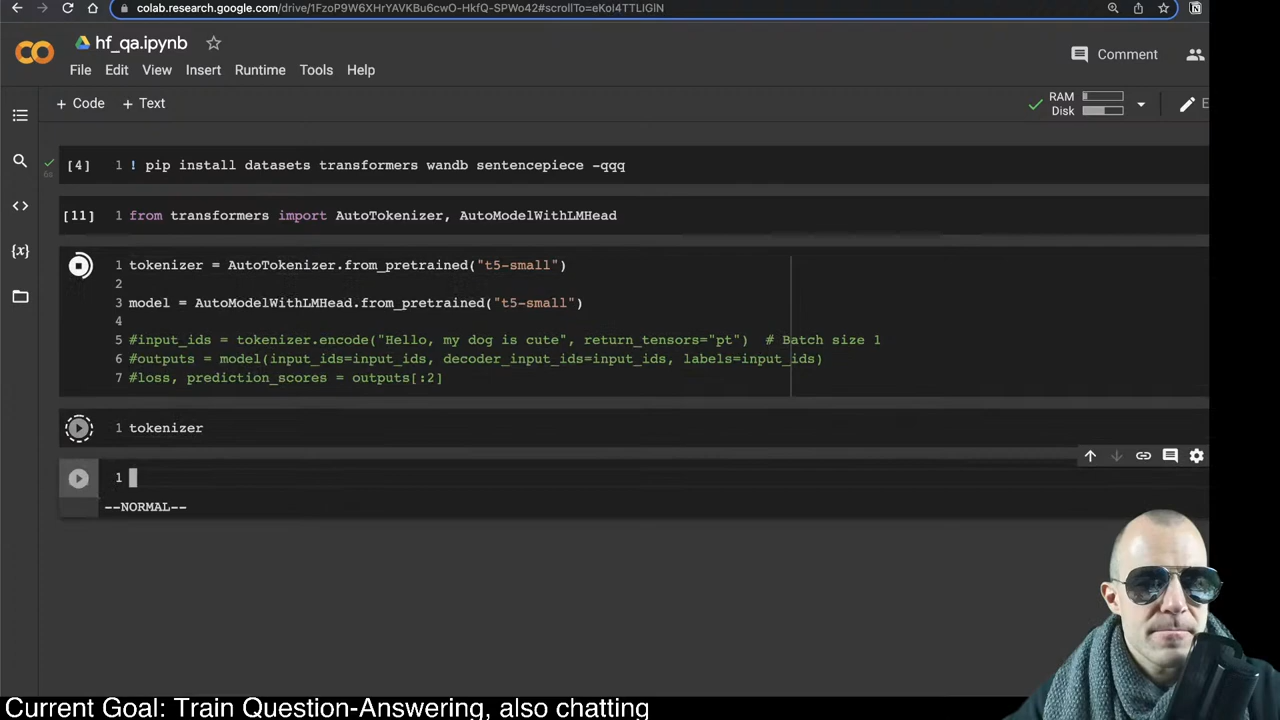 colab.research.google.com/drive/1FzoP9W6XHrYAVKBu6cwO-HkfQ-SPWo42#scrollTo=eKoI4TTLIGIN
hf_qa.ipynb
Comment
File Edit View Insert Runtime Tools Help
+ Code + Text
RAM
Disk
[4] 1 ! pip install datasets transformers wandb sentencepiece -qqq
6s
[11] 1 from transformers import AutoTokenizer, AutoModelWithLMHead
1 tokenizer = AutoTokenizer.from_pretrained("t5-small")
2
3 model = AutoModelWithLMHead.from_pretrained("t5-small")
4
5 #input_ids = tokenizer.encode("Hello, my dog is cute", return_tensors="pt")  # Batch size 1
6 #outputs = model(input_ids=input_ids, decoder_input_ids=input_ids, labels=input_ids)
7 #loss, prediction_scores = outputs[:2]
1 tokenizer
1
--NORMAL--
Current Goal: Train Question-Answering, also chatting